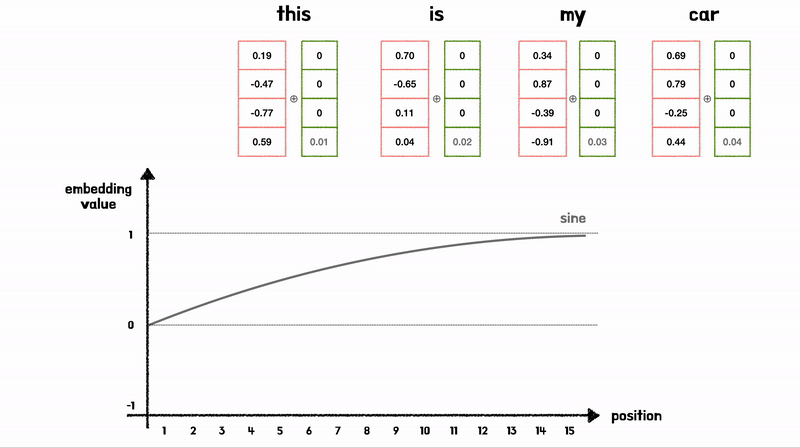 this is my car
0.19 0 0.70 0 0.34 0 0.69 0
-0.47 0 -0.65 0 0.87 0 0.79 0
⊕ ⊕ ⊕ ⊕
-0.77 0 0.11 0 -0.39 0 -0.25 0
0.59 0.01 0.04 0.02 -0.91 0.03 0.44 0.04
embedding
value
sine
1
0
-1
position
1 2 3 4 5 6 7 8 9 10 11 12 13 14 15